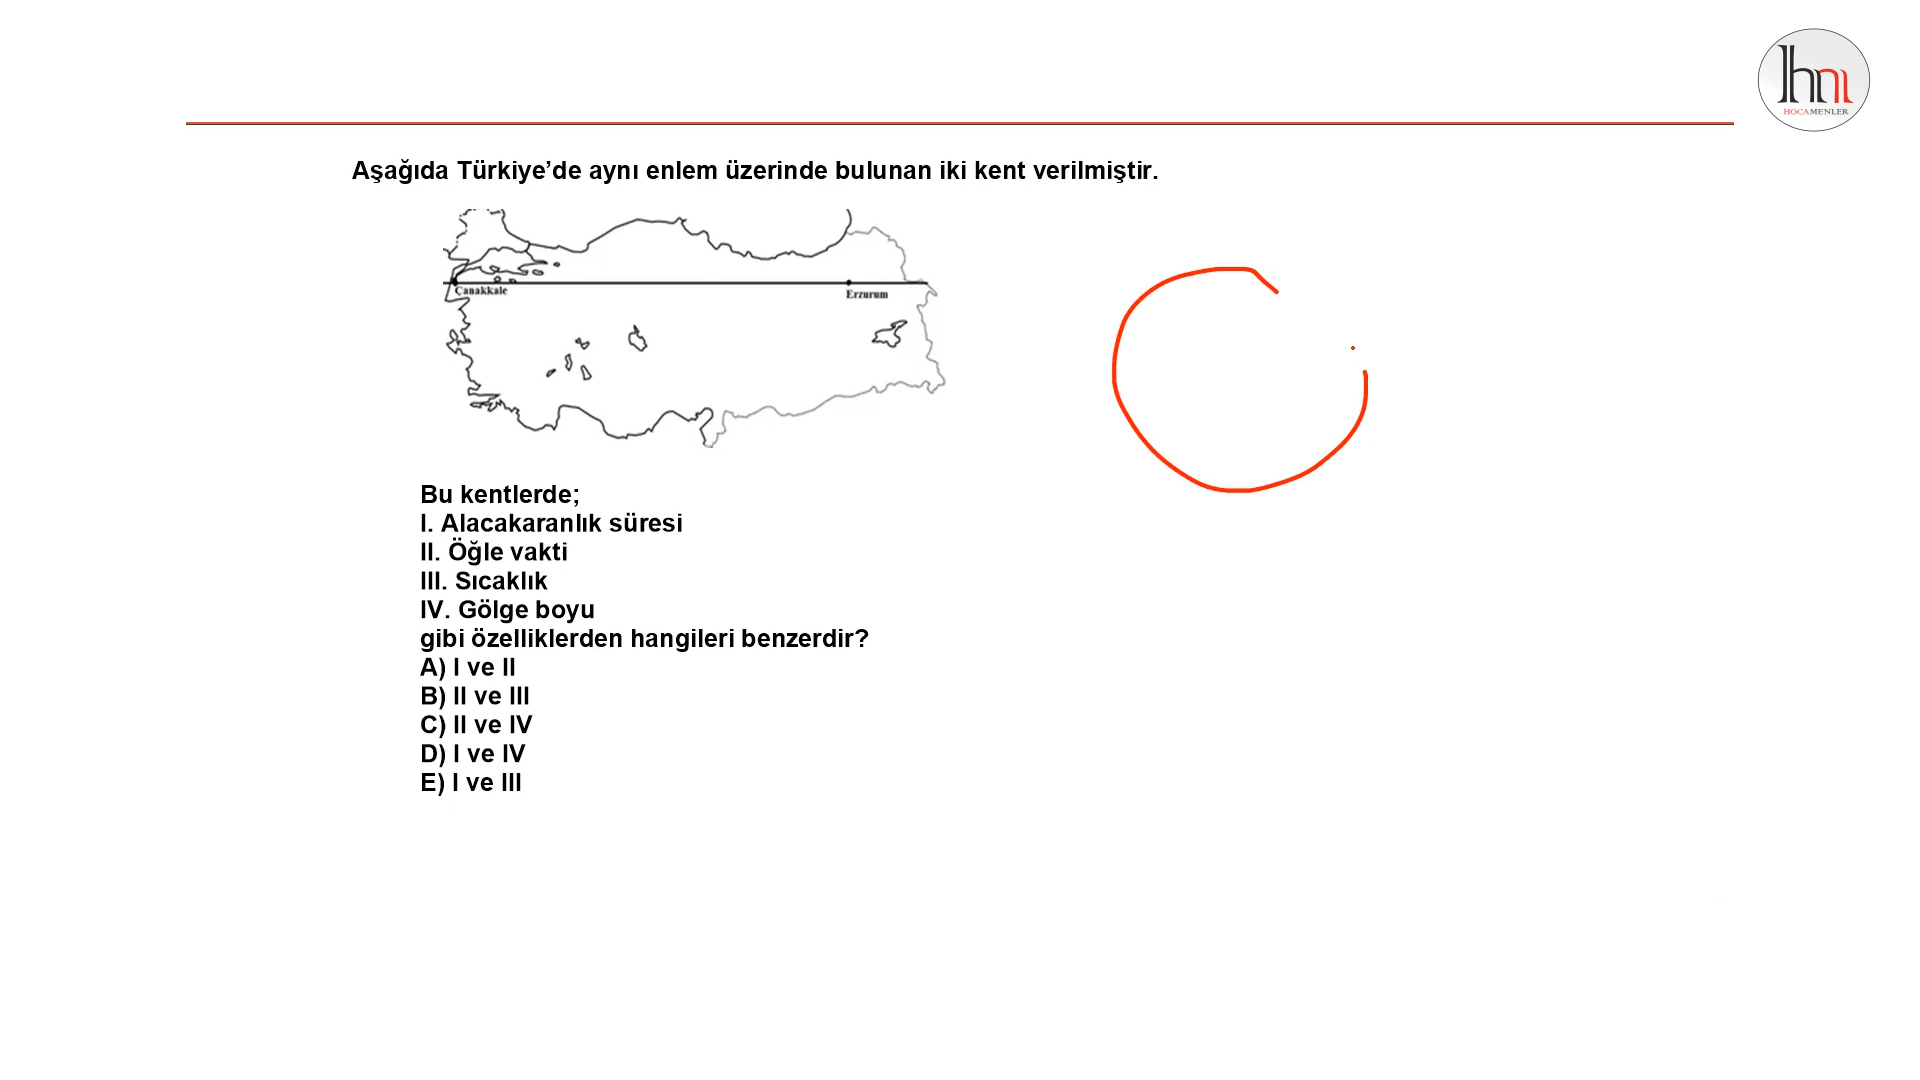 hm
HOCAMENLER
Aşağıda Türkiye’de aynı enlem üzerinde bulunan iki kent verilmiştir.
Çanakkale
Erzurum
Bu kentlerde;
I. Alacakaranlık süresi
II. Öğle vakti
III. Sıcaklık
IV. Gölge boyu
gibi özelliklerden hangileri benzerdir?
A) I ve II
B) II ve III
C) II ve IV
D) I ve IV
E) I ve III